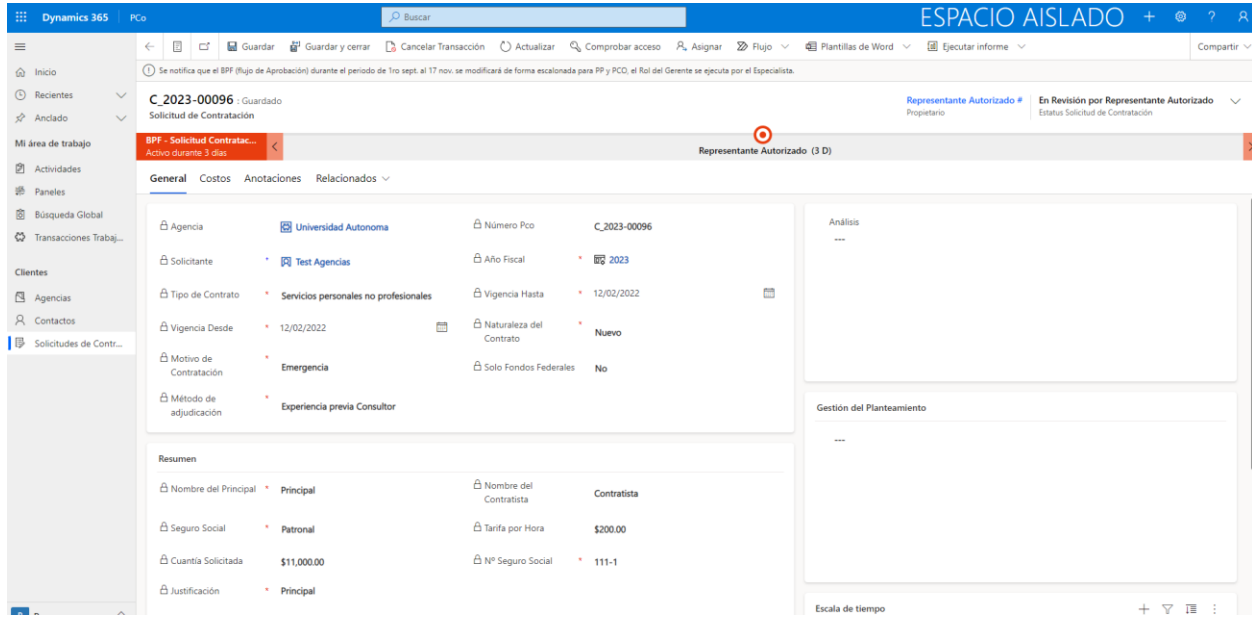 Dynamics 365 PCo Buscar ESPACIO AISLADO
Guardar Guardar y cerrar Cancelar Transacción Actualizar Comprobar acceso Asignar Flujo Plantillas de Word Ejecutar informe Compartir
Se notifica que el BPF (flujo de Aprobación) durante el periodo de 1ro sept. al 17 nov. se modificará de forma escalonada para PP y PCO, el Rol del Gerente se ejecuta por el Especialista.
Inicio
Recientes
Anclado
Mi área de trabajo
Actividades
Paneles
Búsqueda Global
Transacciones Trabaj...
Clientes
Agencias
Contactos
Solicitudes de Contr...
C_2023-00096 : Guardado
Solicitud de Contratación
Representante Autorizado #
Propietario
En Revisión por Representante Autorizado
Estatus Solicitud de Contratación
BPF - Solicitud Contratac...
Activo durante 3 días
Representante Autorizado (3 D)
General Costos Anotaciones Relacionados
Agencia Universidad Autonoma Número Pco C_2023-00096
Solicitante * Test Agencias Año Fiscal * 2023
Tipo de Contrato * Servicios personales no profesionales Vigencia Hasta * 12/02/2022
Vigencia Desde * 12/02/2022 Naturaleza del Contrato * Nuevo
Motivo de Contratación * Emergencia Solo Fondos Federales No
Método de adjudicación * Experiencia previa Consultor
Análisis
---
Gestión del Planteamiento
---
Resumen
Nombre del Principal * Principal Nombre del Contratista Contratista
Seguro Social * Patronal Tarifa por Hora $200.00
Cuantía Solicitada $11,000.00 Nº Seguro Social * 111-1
Justificación * Principal
Escala de tiempo